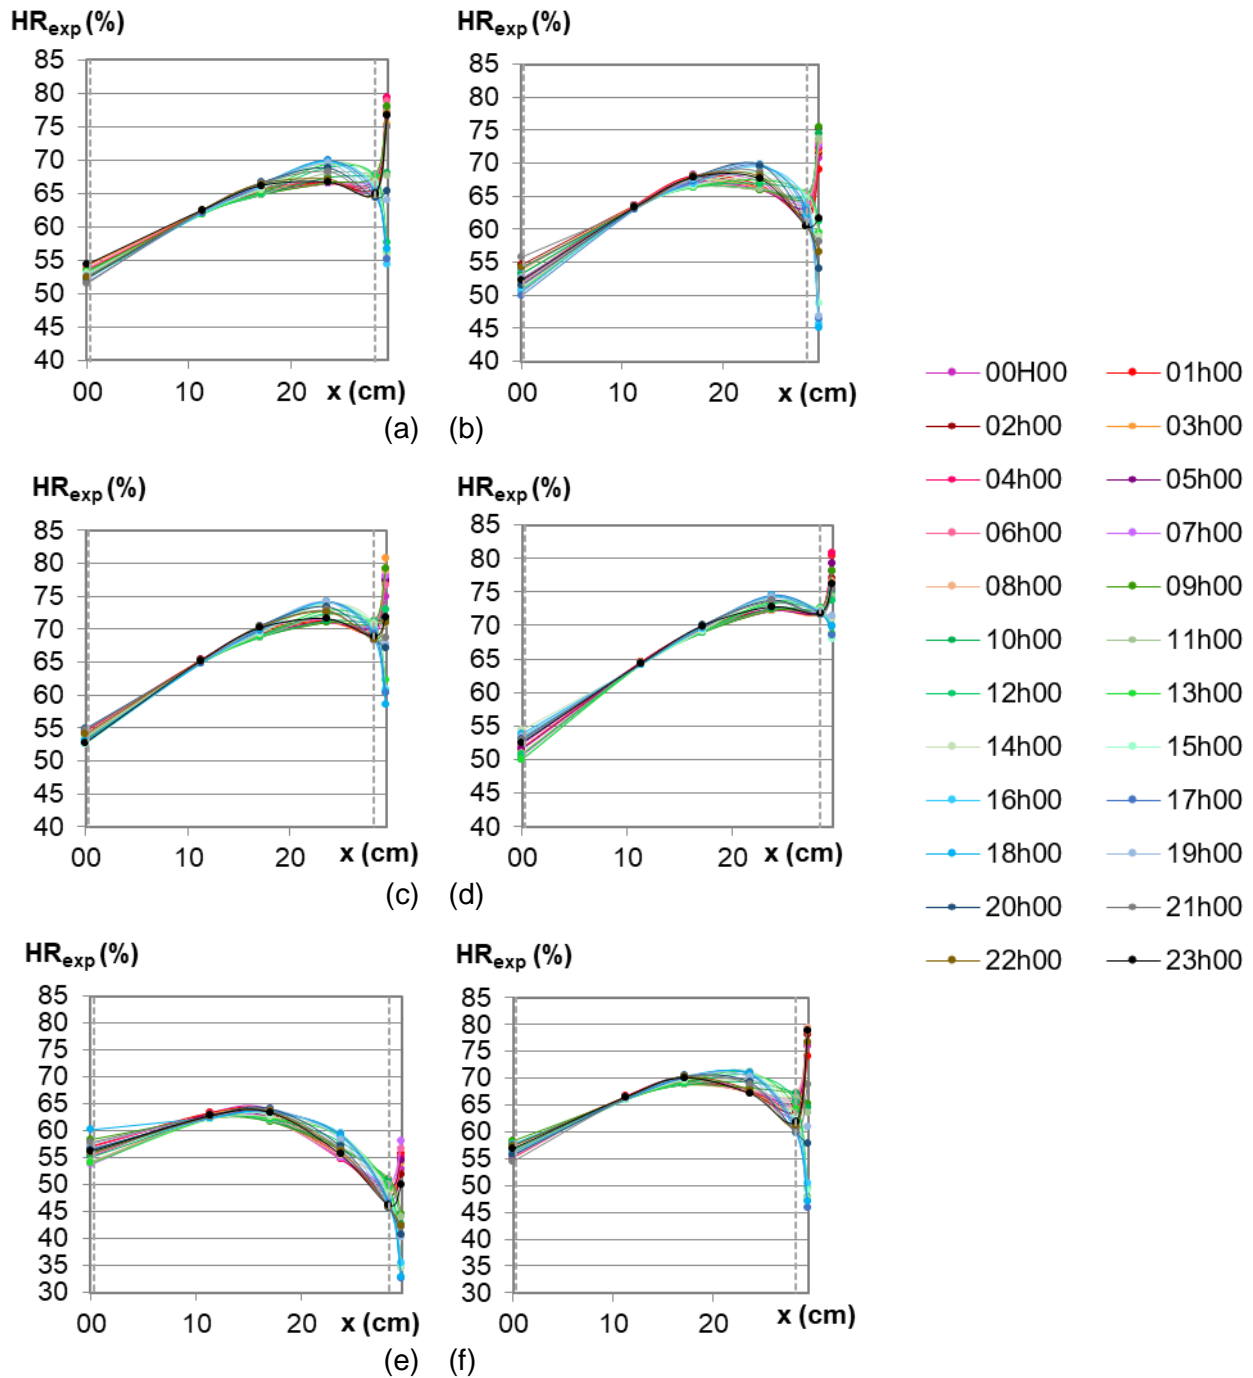 HRexp (%)
85
80
75
70
65
60
55
50
45
40
00 10 20 x (cm)
(a)
HRexp (%)
85
80
75
70
65
60
55
50
45
40
00 10 20 x (cm)
(b)
HRexp (%)
85
80
75
70
65
60
55
50
45
40
00 10 20 x (cm)
(c)
HRexp (%)
85
80
75
70
65
60
55
50
45
40
00 10 20 x (cm)
(d)
HRexp (%)
85
80
75
70
65
60
55
50
45
40
35
30
00 10 20 x (cm)
(e)
HRexp (%)
85
80
75
70
65
60
55
50
45
40
35
30
00 10 20 x (cm)
(f)
00H00 01h00
02h00 03h00
04h00 05h00
06h00 07h00
08h00 09h00
10h00 11h00
12h00 13h00
14h00 15h00
16h00 17h00
18h00 19h00
20h00 21h00
22h00 23h00